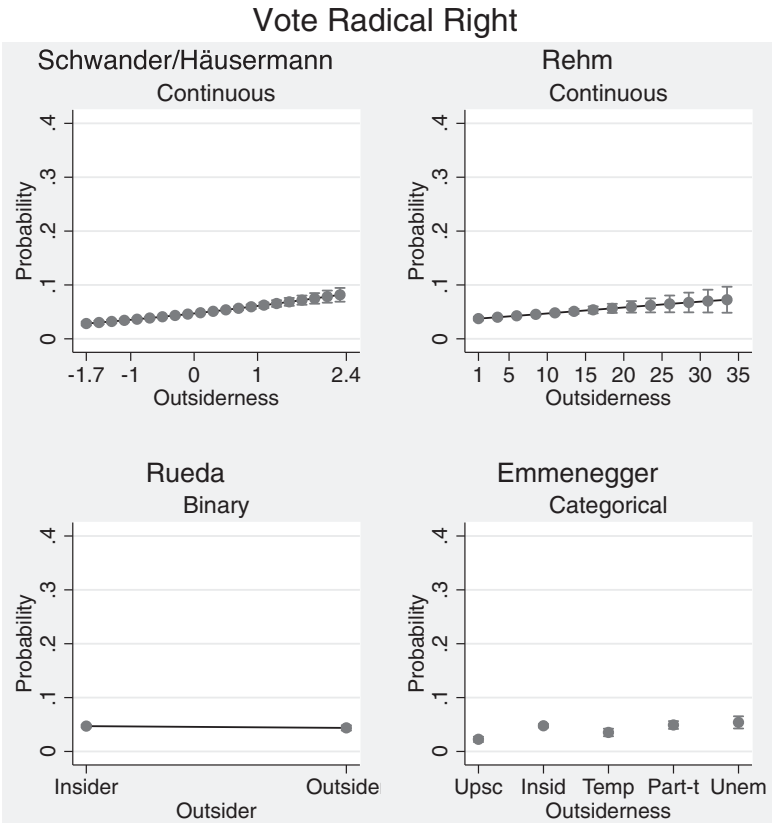 Vote Radical Right
Schwander/Häusermann
Continuous
Probability
.4
.3
.2
.1
0
-1.7 -1 0 1 2.4
Outsiderness
Rehm
Continuous
Probability
.4
.3
.2
.1
0
1 5 10 15 20 25 30 35
Outsiderness
Rueda
Binary
Probability
.4
.3
.2
.1
0
Insider Outside
Outsider
Emmenegger
Categorical
Probability
.4
.3
.2
.1
0
Upsc Insid Temp Part-t Unem
Outsiderness